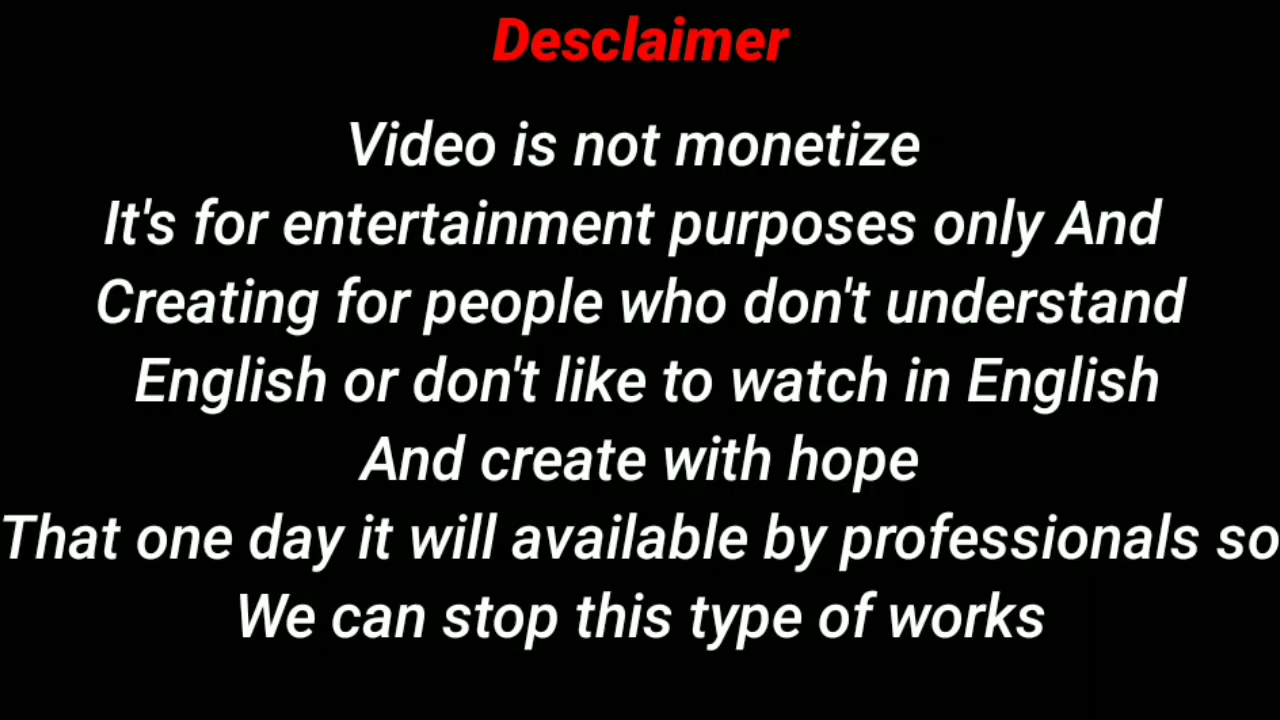 Desclaimer
Video is not monetize
It's for entertainment purposes only And
Creating for people who don't understand
English or don't like to watch in English
And create with hope
That one day it will available by professionals so
We can stop this type of works